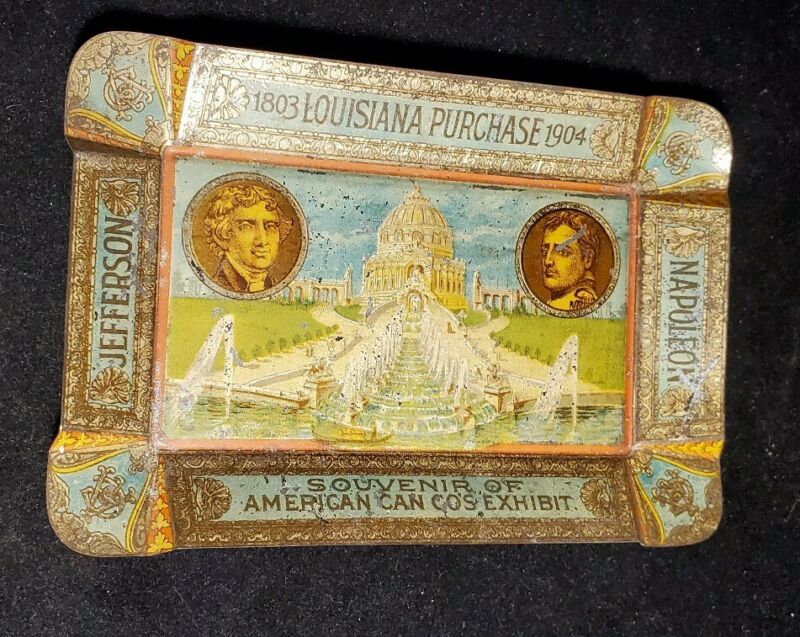 1803 LOUISIANA PURCHASE 1904
JEFFERSON
NAPOLEON
SOUVENIR OF
AMERICAN CAN CO'S EXHIBIT.